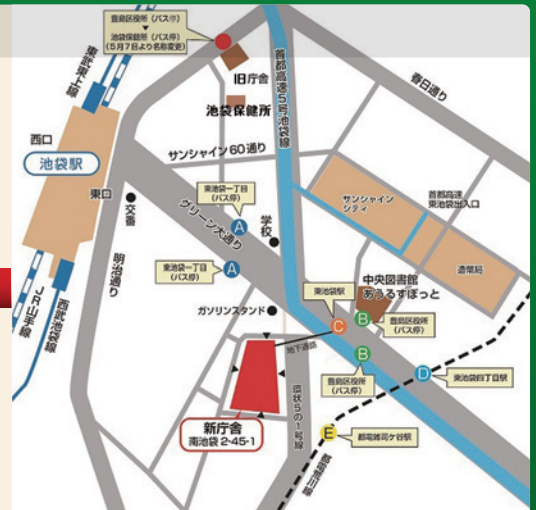 豊島区役所（バス停）
▼
池袋保健所（バス停）
（5月7日より名称変更）
東武東上線
旧庁舎
池袋保健所
首都高速5号池袋線
春日通り
西口
池袋駅
東口
交番
サンシャイン60通り
東池袋一丁目
（バス停）
A
グリーン大通り
学校
サンシャイン
シティ
首都高速
東池袋出入口
造幣局
明治通り
東池袋一丁目
（バス停）
A
JR山手線
西武池袋線
ガソリンスタンド
東池袋駅
C
中央図書館
あうるすぽっと
B
豊島区役所
（バス停）
地下通路
B
豊島区役所
（バス停）
D
東池袋四丁目駅
新庁舎
南池袋 2-45-1
環状5の1号線
E
都電雑司ケ谷駅
都電荒川線